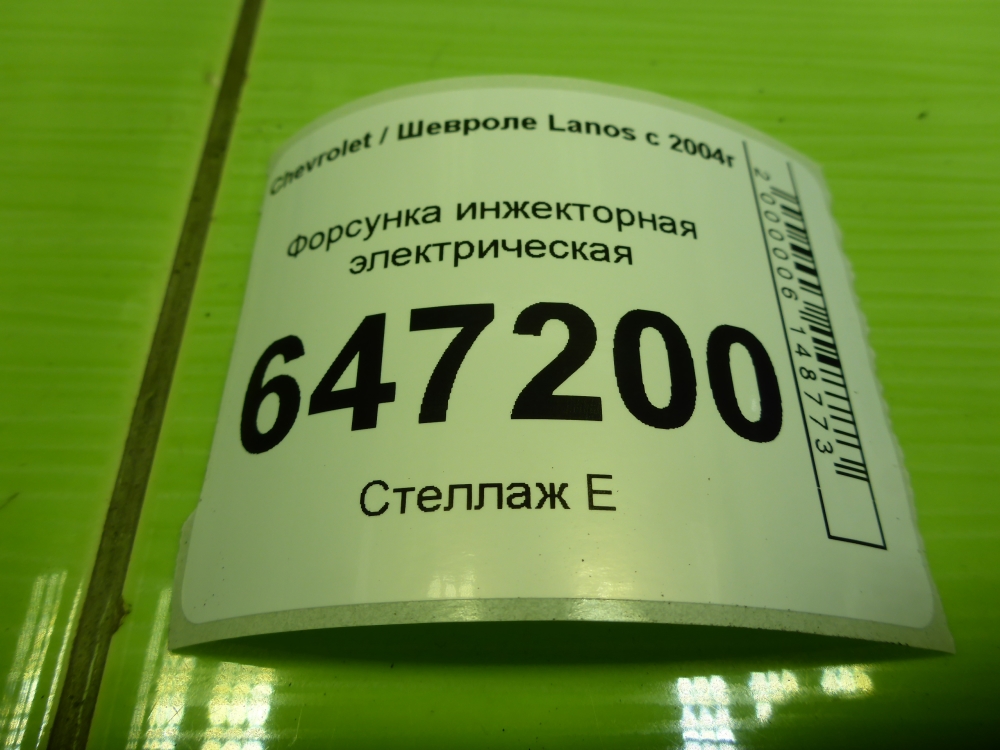 Chevrolet / Шевроле Lanos с 2004г
Форсунка инжекторная
электрическая
647200
Стеллаж Е
2000006148773